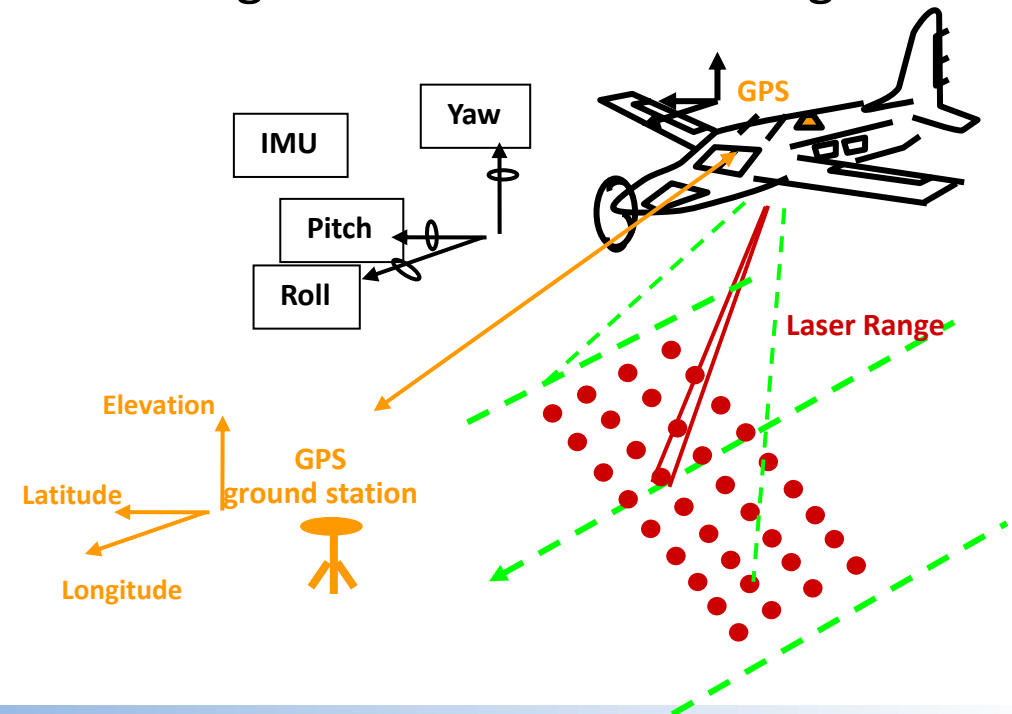 GPS
Yaw
IMU
Pitch
Roll
Laser Range
Elevation
GPS
ground station
Latitude
Longitude